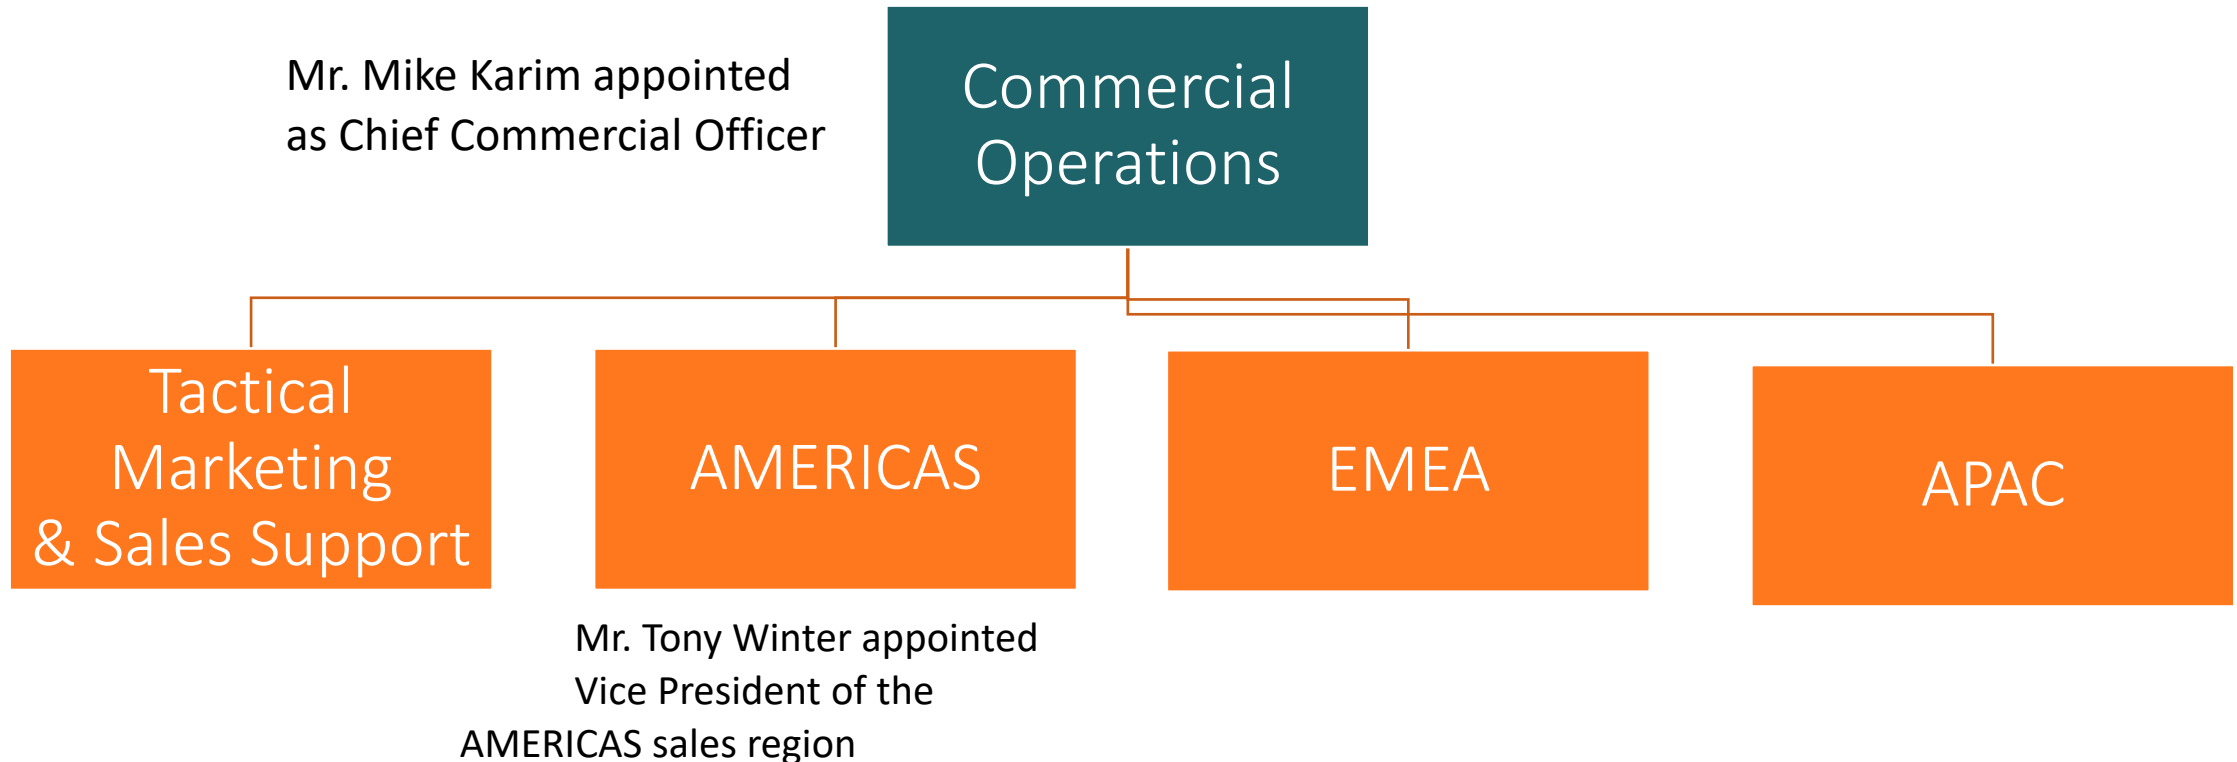 Mr. Mike Karim appointed
as Chief Commercial Officer
Commercial
Operations
Tactical
Marketing
& Sales Support
AMERICAS
EMEA
APAC
Mr. Tony Winter appointed
Vice President of the
AMERICAS sales region